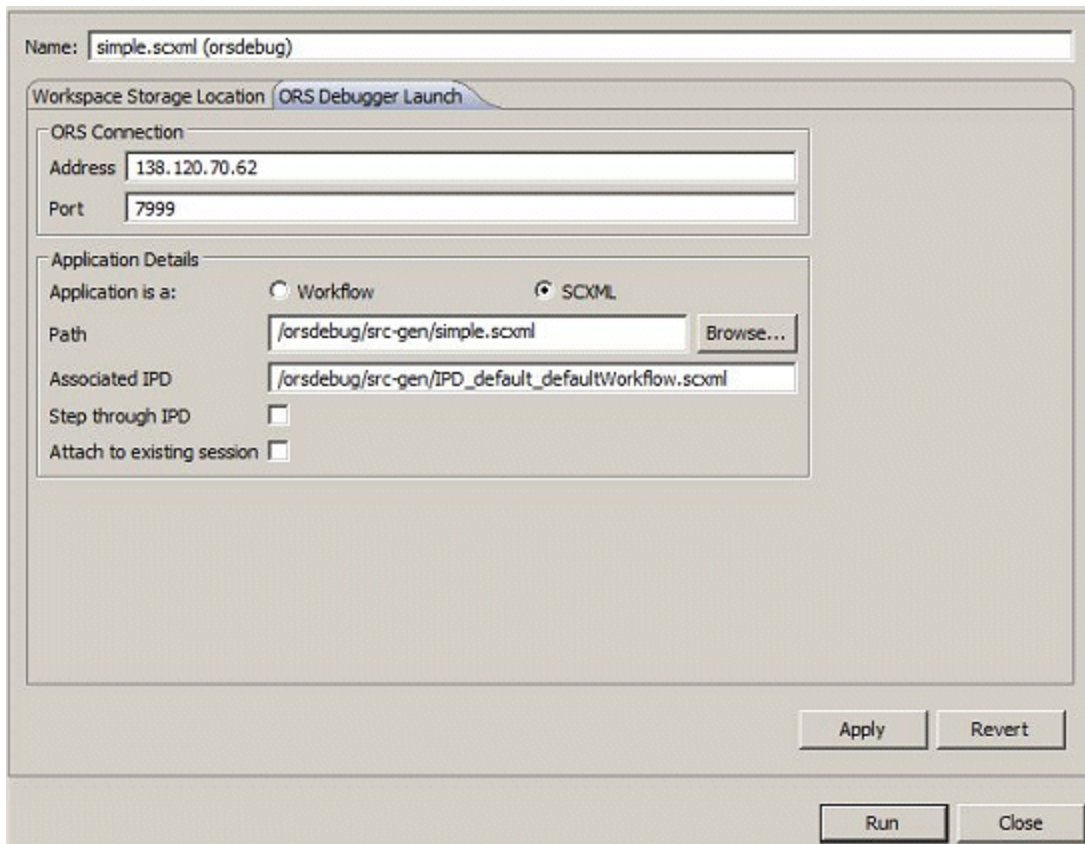 Name: simple.scxml (orsdebug)
Workspace Storage Location ORS Debugger Launch
ORS Connection
Address 138.120.70.62
Port 7999
Application Details
Application is a: Workflow SCXML
Path /orsdebug/src-gen/simple.scxml Browse...
Associated IPD /orsdebug/src-gen/IPD_default_defaultWorkflow.scxml
Step through IPD
Attach to existing session
Apply Revert
Run Close